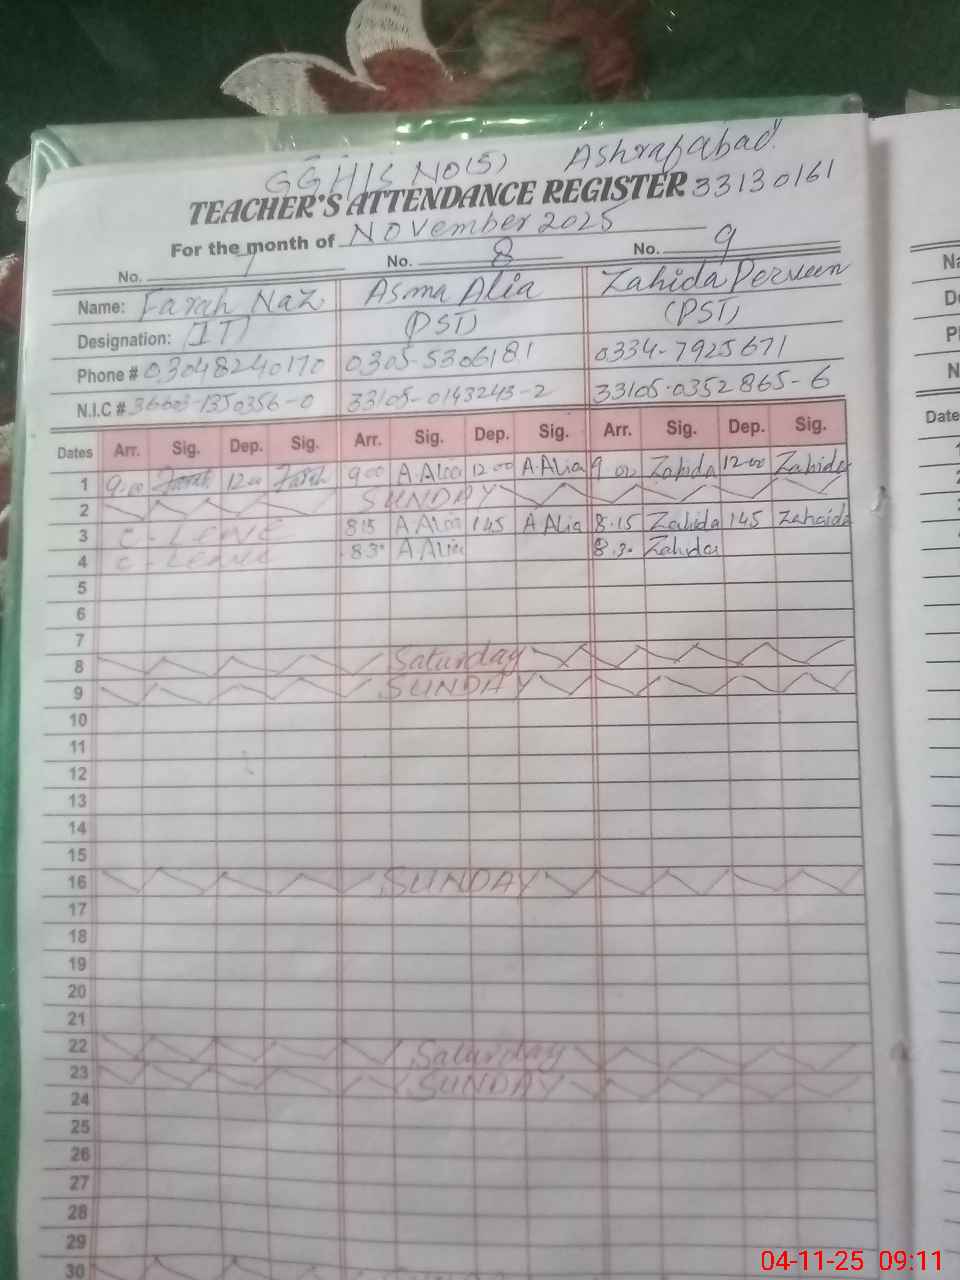 GGHS NO(5) Ashrafabad
TEACHER'S ATTENDANCE REGISTER 33130161
For the month of November 2025
No. No. 8 No. 9
Name: Farah Naz Asma Alia Zahida Perveen
Designation: (PST) (PST)
Phone # 03048240170 0305-5306181 0334-7925671
N.I.C # 36603-1350356-0 33105-0143243-2 33105-0352865-6
Dates Arr. Sig. Dep. Sig. Arr. Sig. Dep. Sig. Arr. Sig. Dep. Sig.
1 9.00 Farah 12.00 Farah 9.00 A.Alia 12.00 A.Alia 9.00 Zahida 12.00 Zahida
2 SUNDAY
3 C-Leave 8.15 A Alia 1.45 A Alia 8.15 Zahida 1.45 Zahaida
4 C-Leave 8.30 A Alia 8.30 Zahida
5
6
7
8 Saturday
9 SUNDAY
10
11
12
13
14
15
16 SUNDAY
17
18
19
20
21
22 Saturday
23 SUNDAY
24
25
26
27
28
29
30
Date
04-11-25 09:11